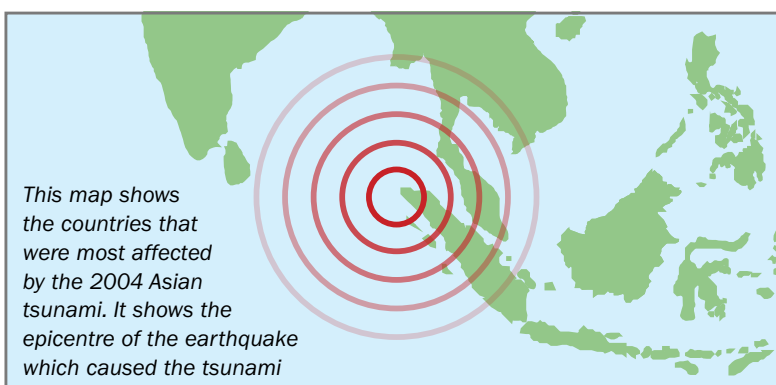 This map shows
the countries that
were most affected
by the 2004 Asian
tsunami. It shows the
epicentre of the earthquake
which caused the tsunami